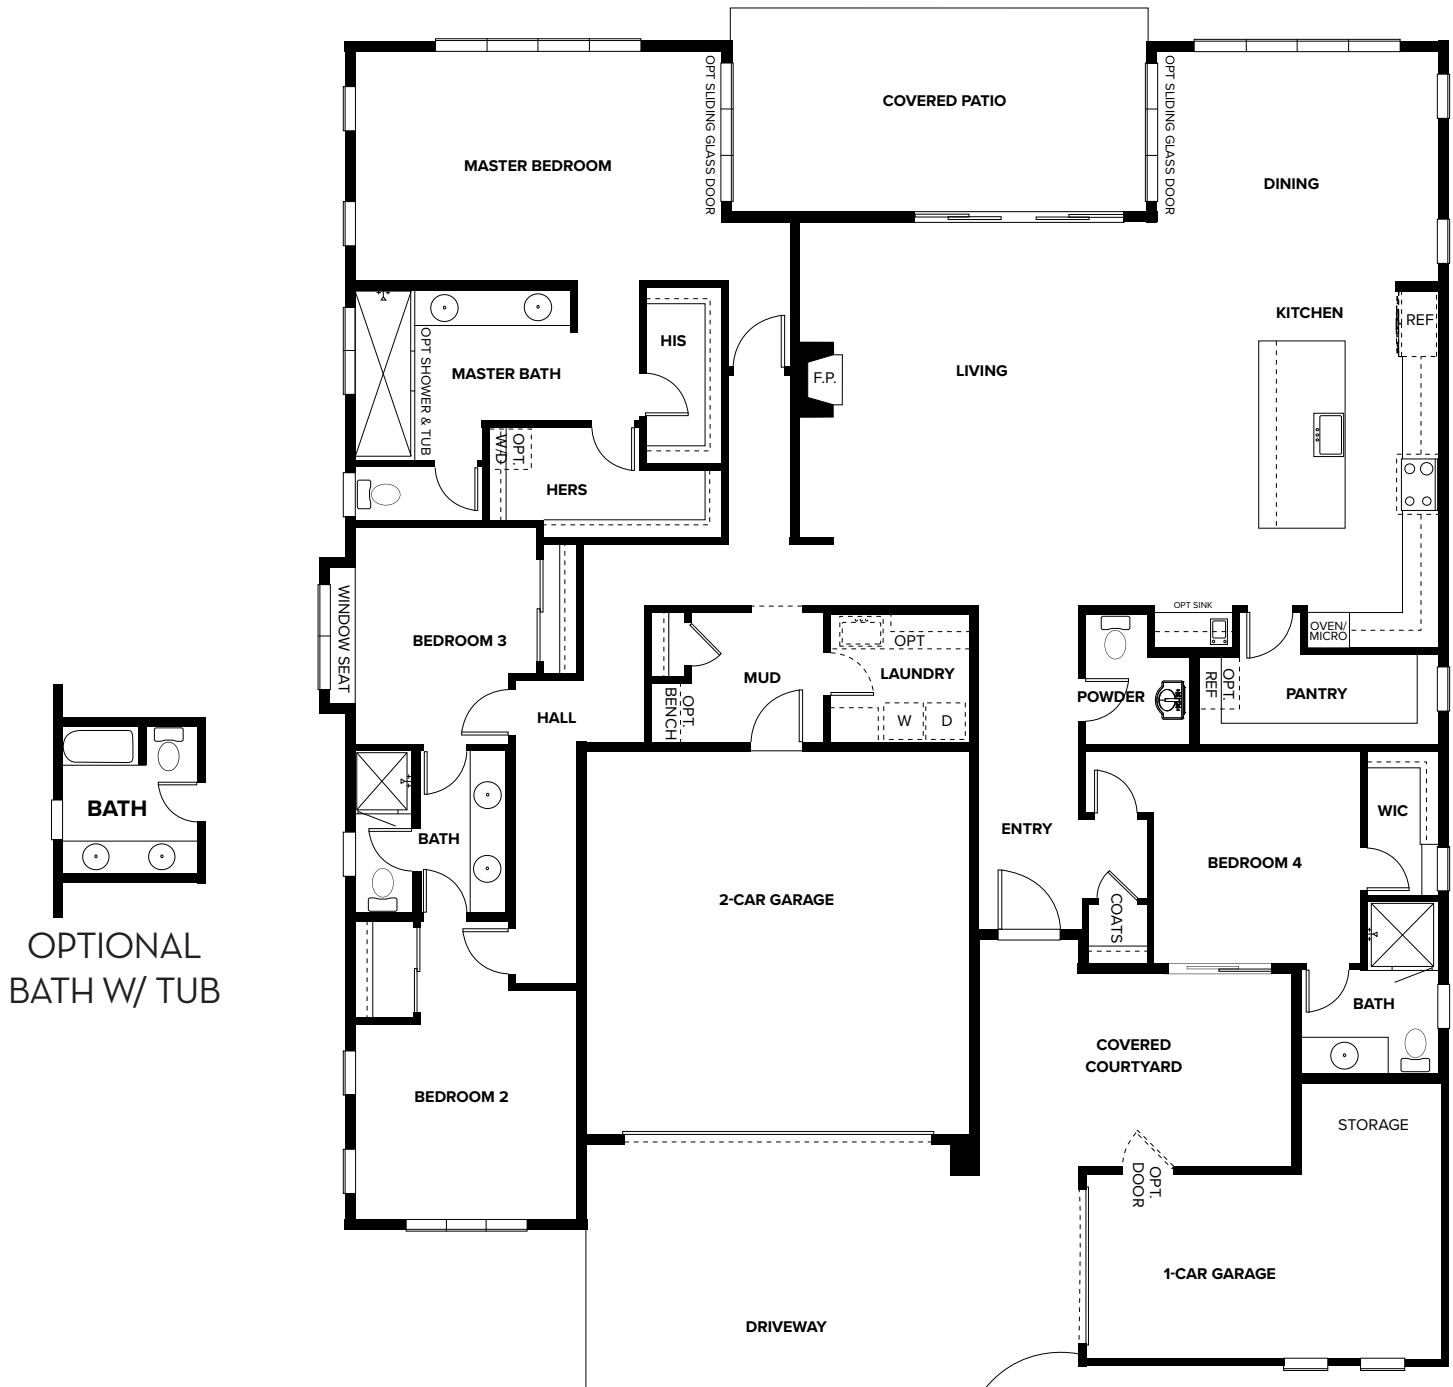 COVERED PATIO
OPT SLIDING GLASS DOOR
OPT SLIDING GLASS DOOR
MASTER BEDROOM
DINING
KITCHEN
REF
HIS
LIVING
F.P.
MASTER BATH
OPT SHOWER & TUB
OPT.
W/D
HERS
WINDOW SEAT
BEDROOM 3
OPT SINK
OVEN/
MICRO
OPT
LAUNDRY
MUD
OPT.
BENCH
W
D
POWDER
OPT.
REF
PANTRY
HALL
BATH
BATH
ENTRY
WIC
BEDROOM 4
2-CAR GARAGE
COATS
OPTIONAL
BATH W/ TUB
BATH
COVERED
COURTYARD
BEDROOM 2
STORAGE
OPT.
DOOR
1-CAR GARAGE
DRIVEWAY